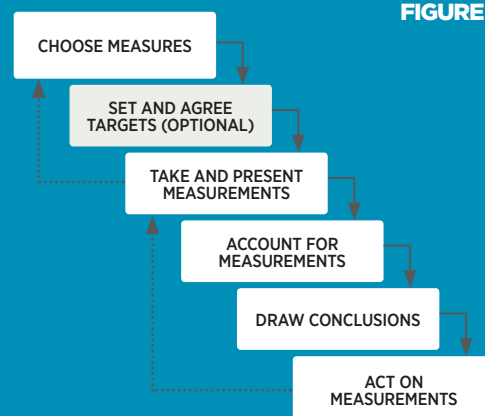 FIGURE
CHOOSE MEASURES
SET AND AGREE
TARGETS (OPTIONAL)
TAKE AND PRESENT
MEASUREMENTS
ACCOUNT FOR
MEASUREMENTS
DRAW CONCLUSIONS
ACT ON
MEASUREMENTS